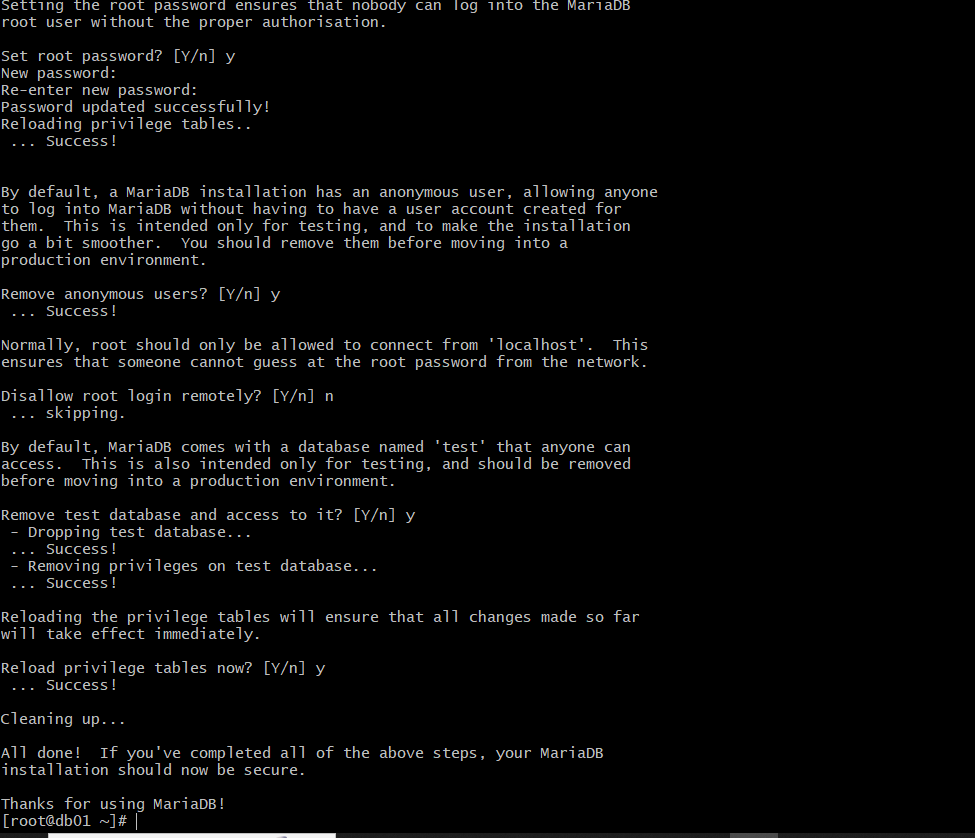 Setting the root password ensures that nobody can log into the MariaDB
root user without the proper authorisation.
Set root password? [Y/n] y
New password:
Re-enter new password:
Password updated successfully!
Reloading privilege tables..
... Success!
By default, a MariaDB installation has an anonymous user, allowing anyone
to log into MariaDB without having to have a user account created for
them.  This is intended only for testing, and to make the installation
go a bit smoother.  You should remove them before moving into a
production environment.
Remove anonymous users? [Y/n] y
... Success!
Normally, root should only be allowed to connect from 'localhost'.  This
ensures that someone cannot guess at the root password from the network.
Disallow root login remotely? [Y/n] n
... skipping.
By default, MariaDB comes with a database named 'test' that anyone can
access.  This is also intended only for testing, and should be removed
before moving into a production environment.
Remove test database and access to it? [Y/n] y
- Dropping test database...
... Success!
- Removing privileges on test database...
... Success!
Reloading the privilege tables will ensure that all changes made so far
will take effect immediately.
Reload privilege tables now? [Y/n] y
... Success!
Cleaning up...
All done!  If you've completed all of the above steps, your MariaDB
installation should now be secure.
Thanks for using MariaDB!
[root@db01 ~]#